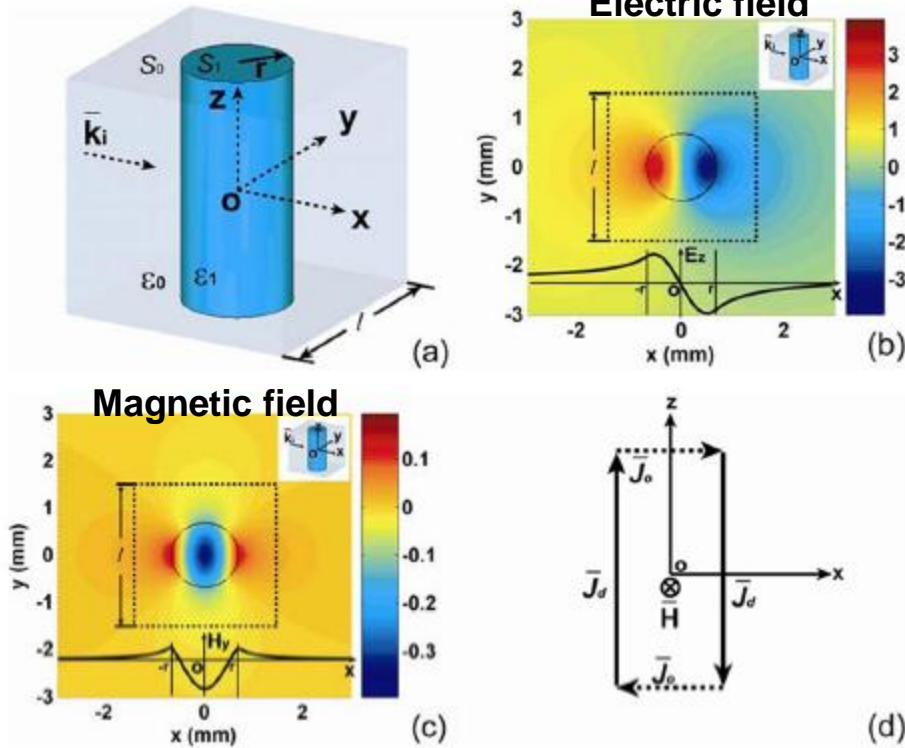 Electric field
S₀ S₁ r
z
y
k̄i
o
x
ε₀ ε₁
l
(a)
3
2
1
0
-1
-2
-3
y (mm)
-2 0 2
x (mm)
l
Ez
-r o r x
k̄i z y o x
3
2
1
0
-1
-2
-3
(b)
Magnetic field
3
2
1
0
-1
-2
-3
y (mm)
-2 0 2
x (mm)
l
Hy
-r o r x
k̄i z y o x
0.1
0
-0.1
-0.2
-0.3
(c)
z
J̄o
o
x
J̄d H̄ J̄d
J̄o
(d)